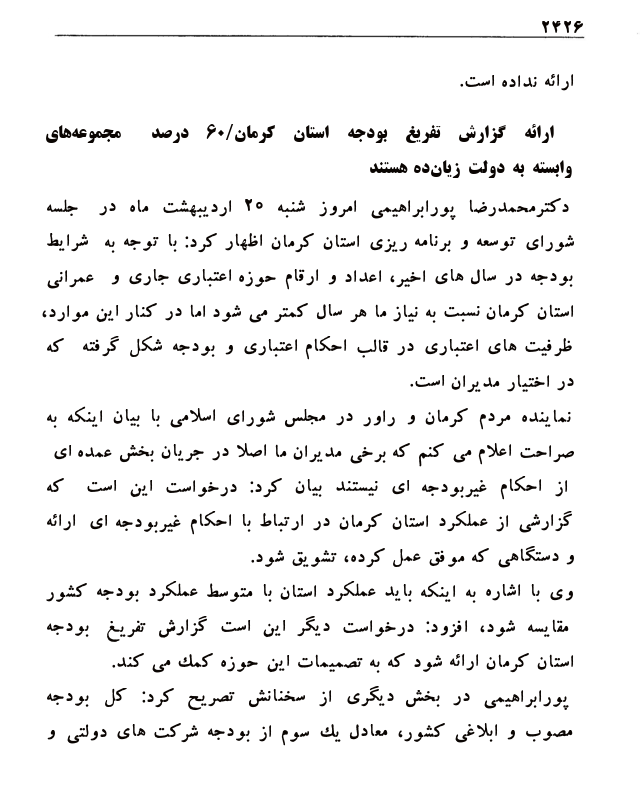 ۲۴۲۶
ارائه نداده است.
ارائه گزارش تفریغ بودجه استان کرمان/۶۰ درصد مجموعه‌های
وابسته به دولت زیان‌ده هستند
دکترمحمدرضا پورابراهیمی امروز شنبه ۲۰ اردیبهشت ماه در جلسه
شورای توسعه و برنامه ریزی استان کرمان اظهار کرد: با توجه به شرایط
بودجه در سال های اخیر، اعداد و ارقام حوزه اعتباری جاری و عمرانی
استان کرمان نسبت به نیاز ما هر سال کمتر می شود اما در کنار این موارد،
ظرفیت های اعتباری در قالب احکام اعتباری و بودجه شکل گرفته که
در اختیار مدیران است.
نماینده مردم کرمان و راور در مجلس شورای اسلامی با بیان اینکه به
صراحت اعلام می کنم که برخی مدیران ما اصلا در جریان بخش عمده ای
از احکام غیربودجه ای نیستند بیان کرد: درخواست این است که
گزارشی از عملکرد استان کرمان در ارتباط با احکام غیربودجه ای ارائه
و دستگاهی که موفق عمل کرده، تشویق شود.
وی با اشاره به اینکه باید عملکرد استان با متوسط عملکرد بودجه کشور
مقایسه شود، افزود: درخواست دیگر این است گزارش تفریغ بودجه
استان کرمان ارائه شود که به تصمیمات این حوزه کمك می کند.
پورابراهیمی در بخش دیگری از سخنانش تصریح کرد: کل بودجه
مصوب و ابلاغی کشور، معادل یك سوم از بودجه شرکت های دولتی و